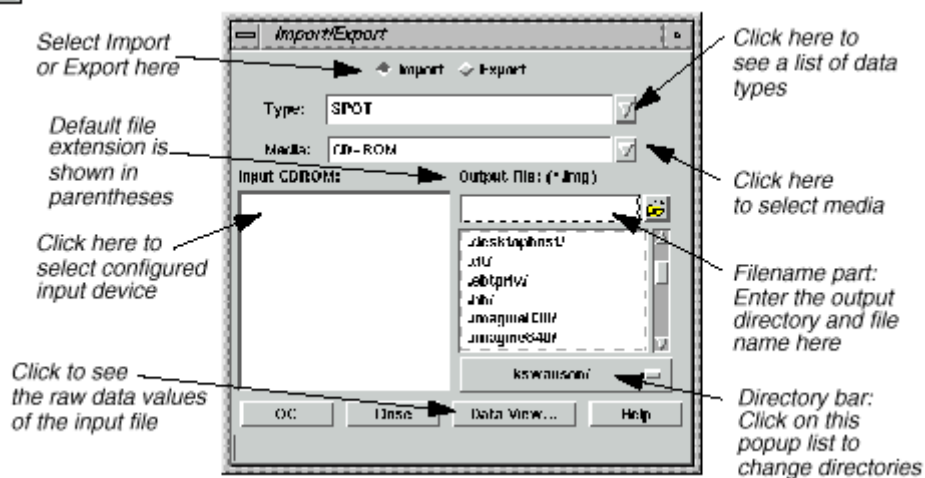 Import/Export
Select Import
or Export here
Import
Export
Click here to
see a list of data
types
Type:
SPOT
Default file
extension is
shown in
parentheses
Media:
CD-ROM
Click here
to select media
Input CDROM:
Output File: (*.img)
Click here to
select configured
input device
Filename part:
Enter the output
directory and file
name here
kswanson/
Click to see
the raw data values
of the input file
Directory bar:
Click on this
popup list to
change directories
Close
Data View...
Help